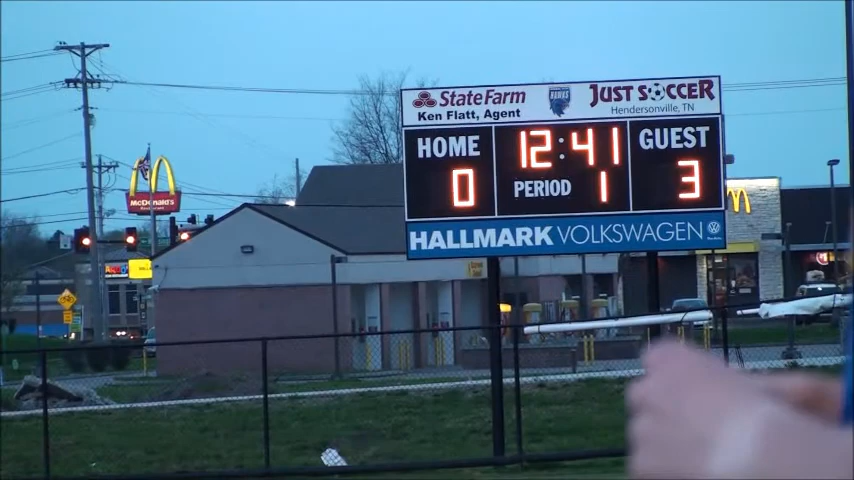 StateFarm
Ken Flatt, Agent
HAWKS
JUST SOCCER
Hendersonville, TN
HOME
12:41
GUEST
0
PERIOD
1
3
HALLMARK VOLKSWAGEN
McDonald's